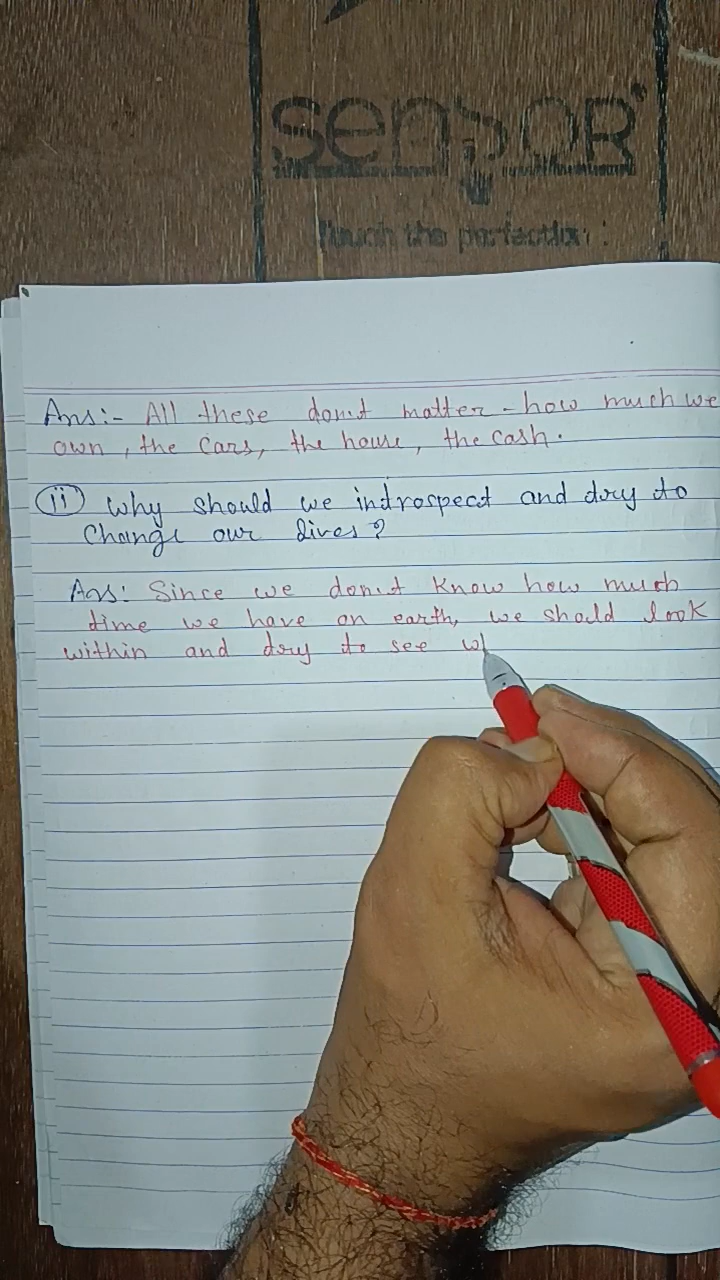 SENSOR
Touch the perfection
Ans:- All these don't matter - how much we
own, the cars, the house, the cash.
(ii) Why should we introspect and try to
change our lives?
Ans: Since we don't know how much
time we have on earth, we should look
within and try to see wh